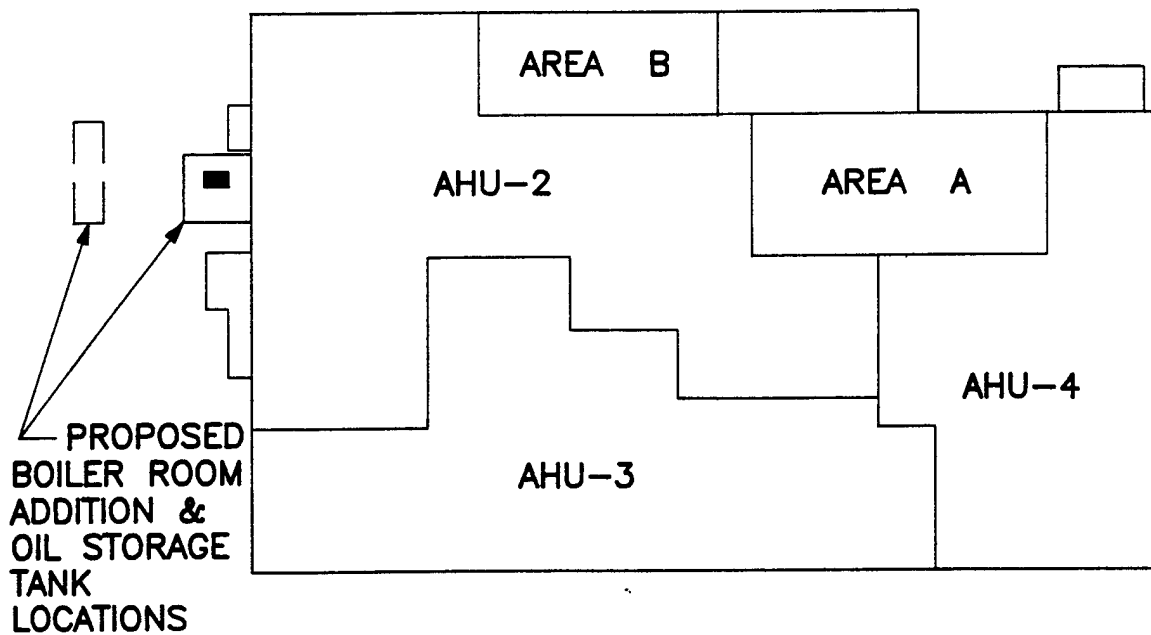 AREA B
AHU-2
AREA A
AHU-4
AHU-3
PROPOSED
BOILER ROOM
ADDITION &
OIL STORAGE
TANK
LOCATIONS